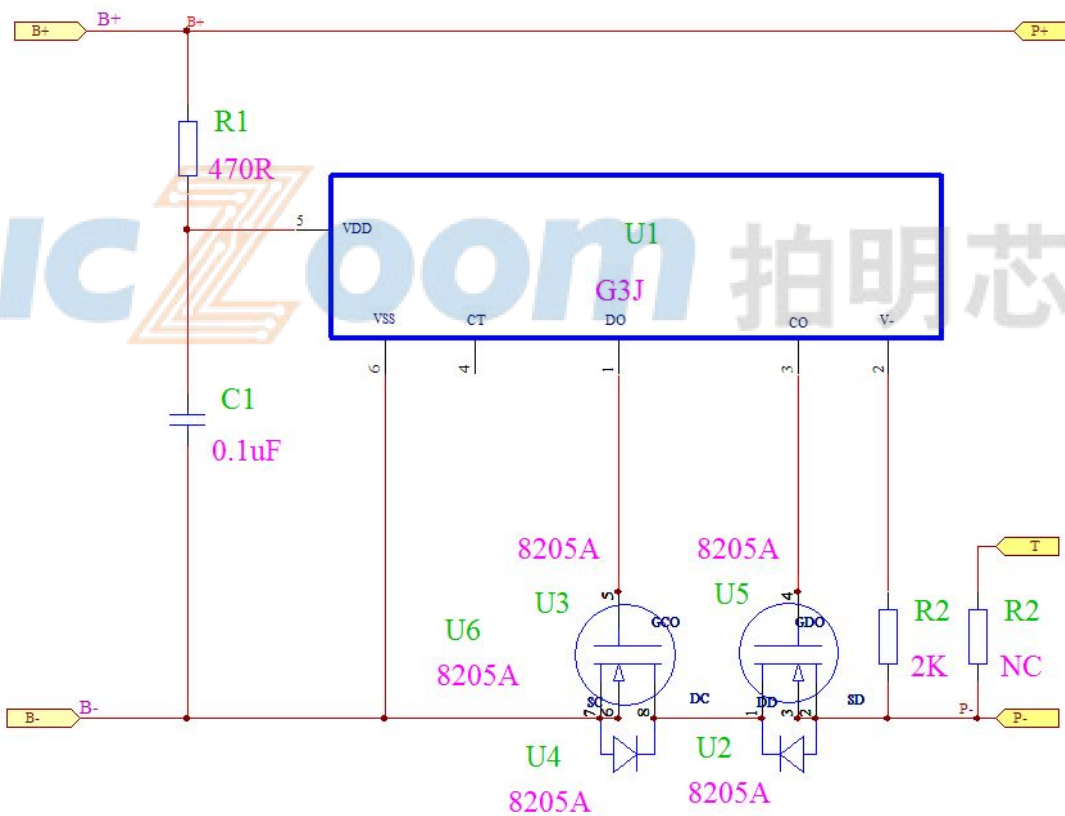 B+
B+
B+
P+
R1
470R
icZoom 拍明芯
5
VDD
U1
G3J
VSS
CT
DO
CO
V-
6
4
1
3
2
C1
0.1uF
8205A
8205A
T
U3
5
GCO
U5
4
GDO
R2
2K
R2
NC
U6
8205A
SC
7
6
8
DC
DD
1
3
2
SD
B-
B-
P-
P-
U4
8205A
U2
8205A